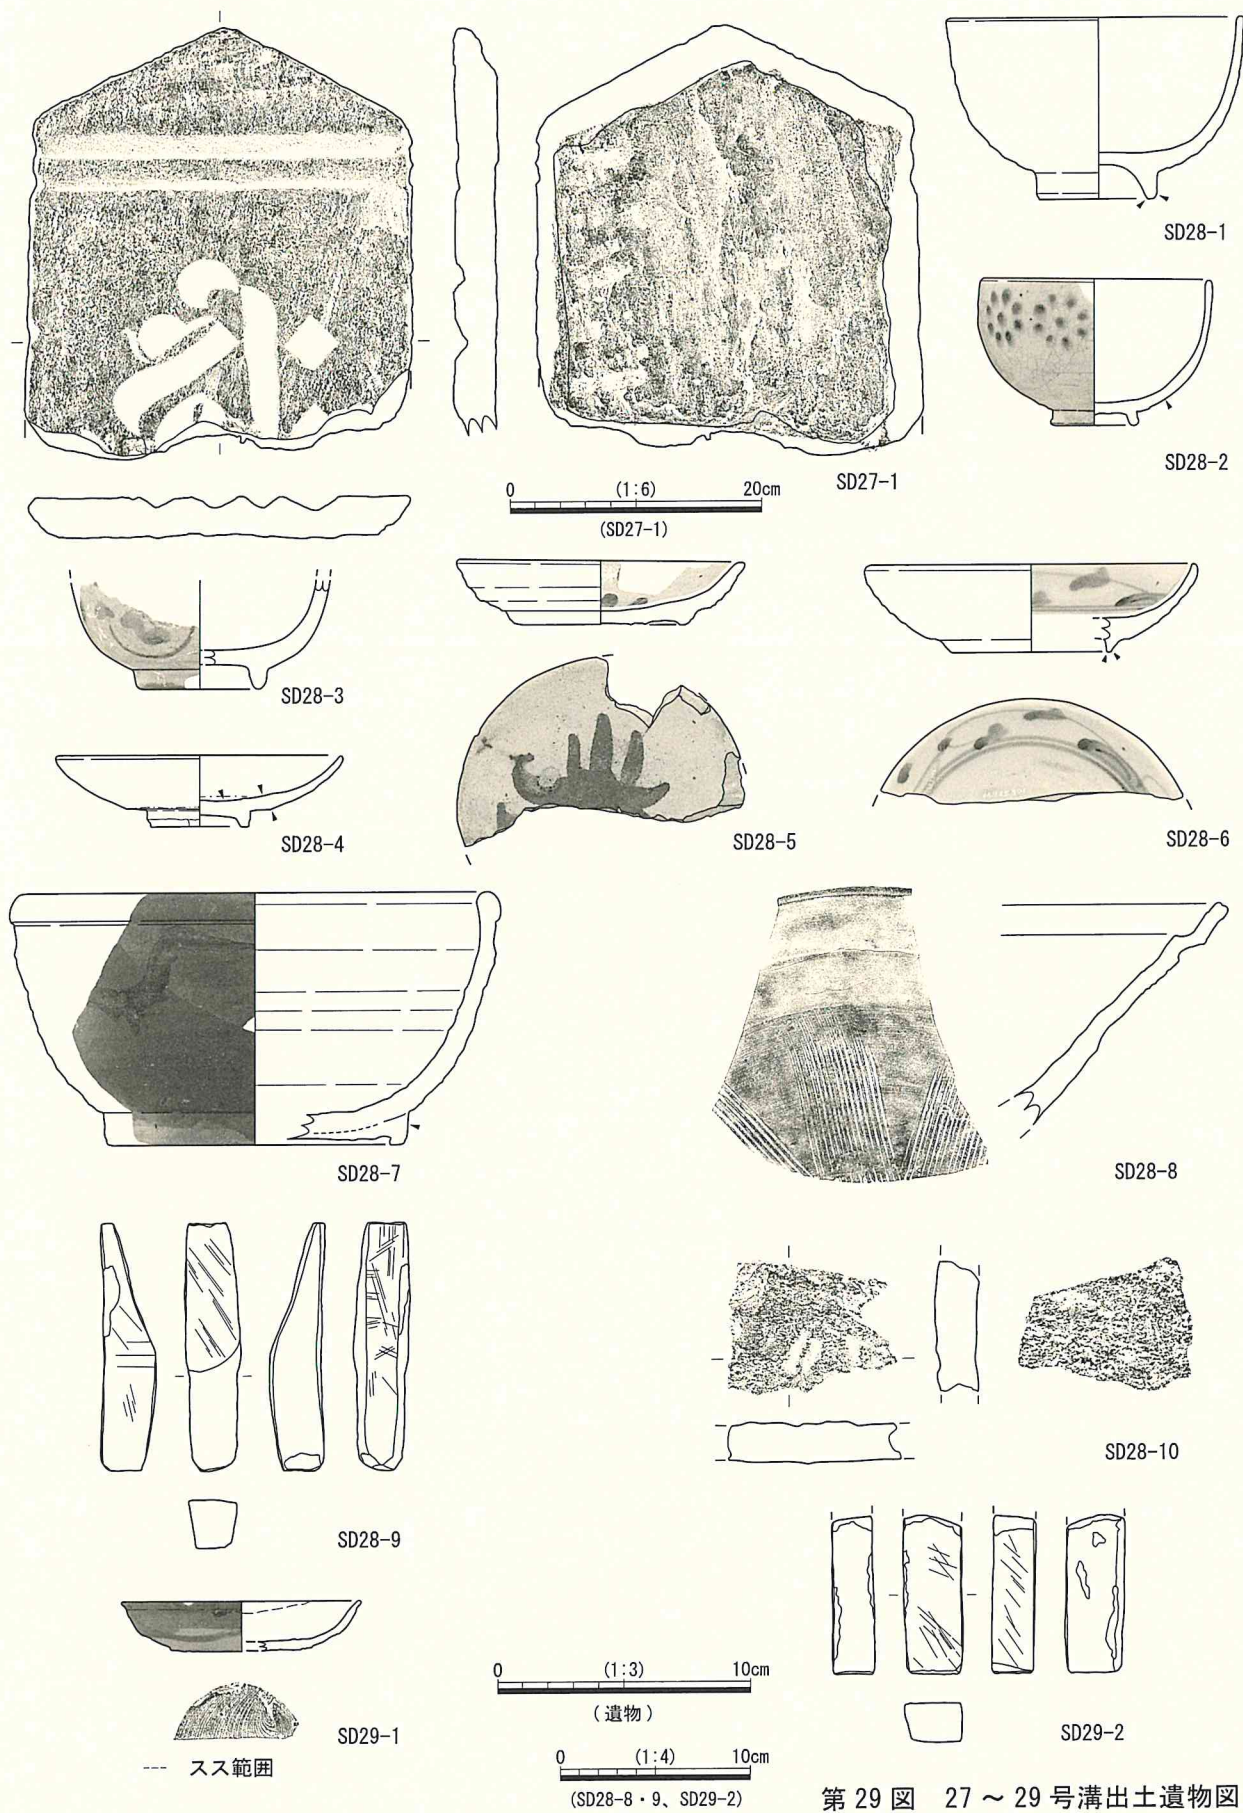 SD28-1
SD28-2
SD27-1
0 (1:6) 20cm
(SD27-1)
SD28-3
SD28-4
SD28-5
SD28-6
SD28-7
SD28-8
SD28-9
SD28-10
SD29-1
--- スス範囲
0 (1:3) 10cm
(遺物)
0 (1:4) 10cm
(SD28-8・9、SD29-2)
SD29-2
第29図 27～29号溝出土遺物図